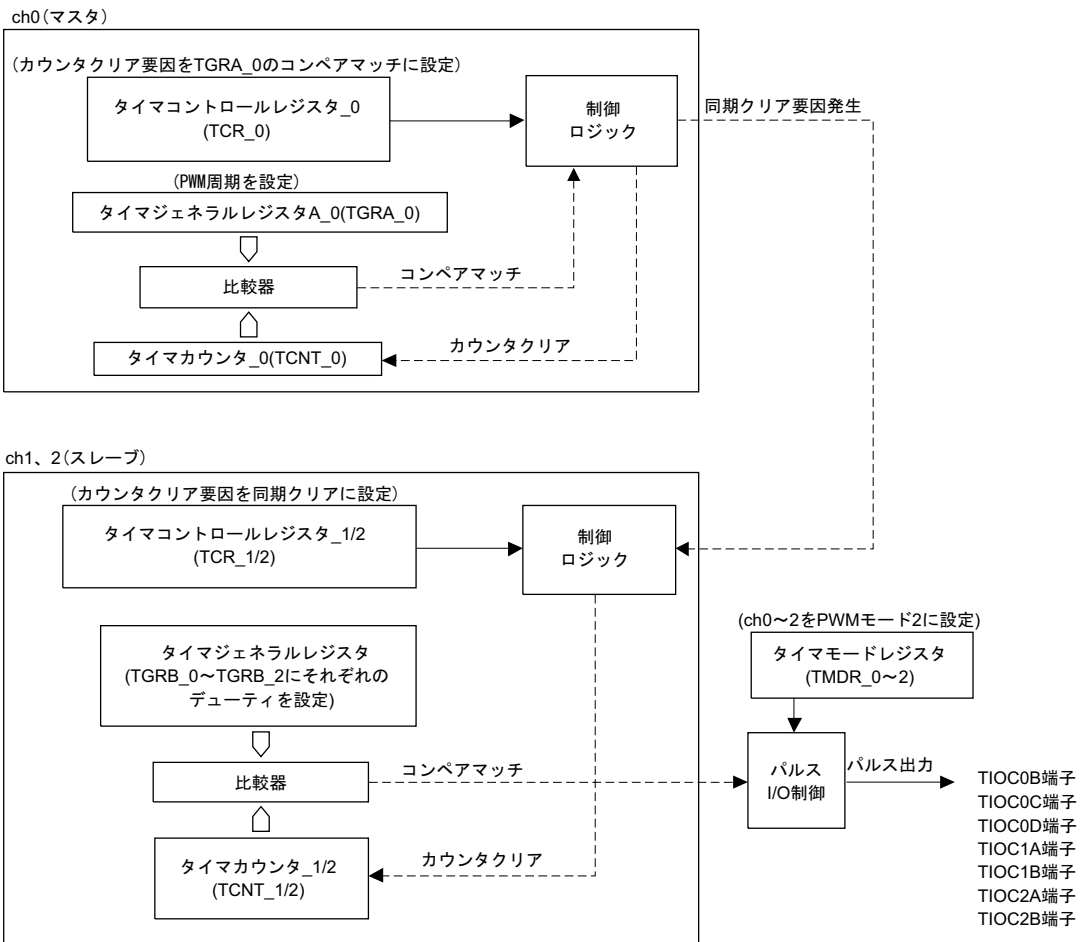 ch0(マスタ)
(カウンタクリア要因をTGRA_0のコンペアマッチに設定)
タイマコントロールレジスタ_0
(TCR_0)
制御
ロジック
同期クリア要因発生
(PWM周期を設定)
タイマジェネラルレジスタA_0(TGRA_0)
比較器
コンペアマッチ
タイマカウンタ_0(TCNT_0)
カウンタクリア
ch1、2(スレーブ)
(カウンタクリア要因を同期クリアに設定)
タイマコントロールレジスタ_1/2
(TCR_1/2)
制御
ロジック
タイマジェネラルレジスタ
(TGRB_0～TGRB_2にそれぞれの
デューティを設定)
比較器
コンペアマッチ
タイマカウンタ_1/2
(TCNT_1/2)
カウンタクリア
(ch0～2をPWMモード2に設定)
タイマモードレジスタ
(TMDR_0～2)
パルス
I/O制御
パルス出力
TIOC0B端子
TIOC0C端子
TIOC0D端子
TIOC1A端子
TIOC1B端子
TIOC2A端子
TIOC2B端子